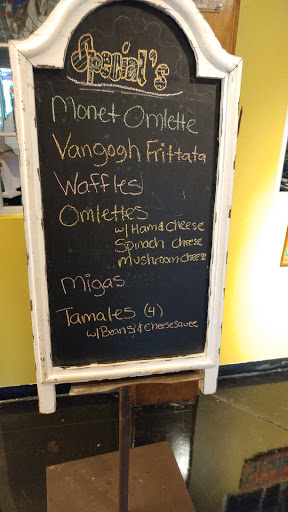 Special's
Monet Omlette
Vangogh Frittata
Waffles
Omlettes
w/ Ham & cheese
Spinach cheese
mushroom cheese
Migas
Tamales (4)
w/ Beans & cheese sauce